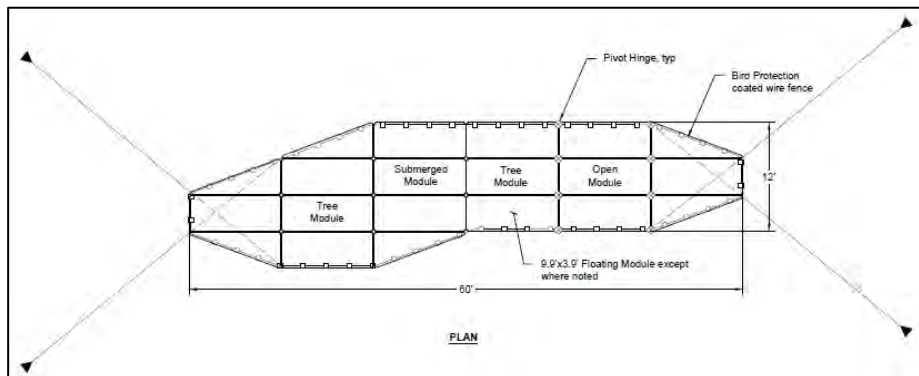 Pivot Hinge, typ
Bird Protection
coated wire fence
Submerged
Module
Tree
Module
Open
Module
12'
Tree
Module
9.9'x3.9' Floating Module except
where noted
60'
PLAN